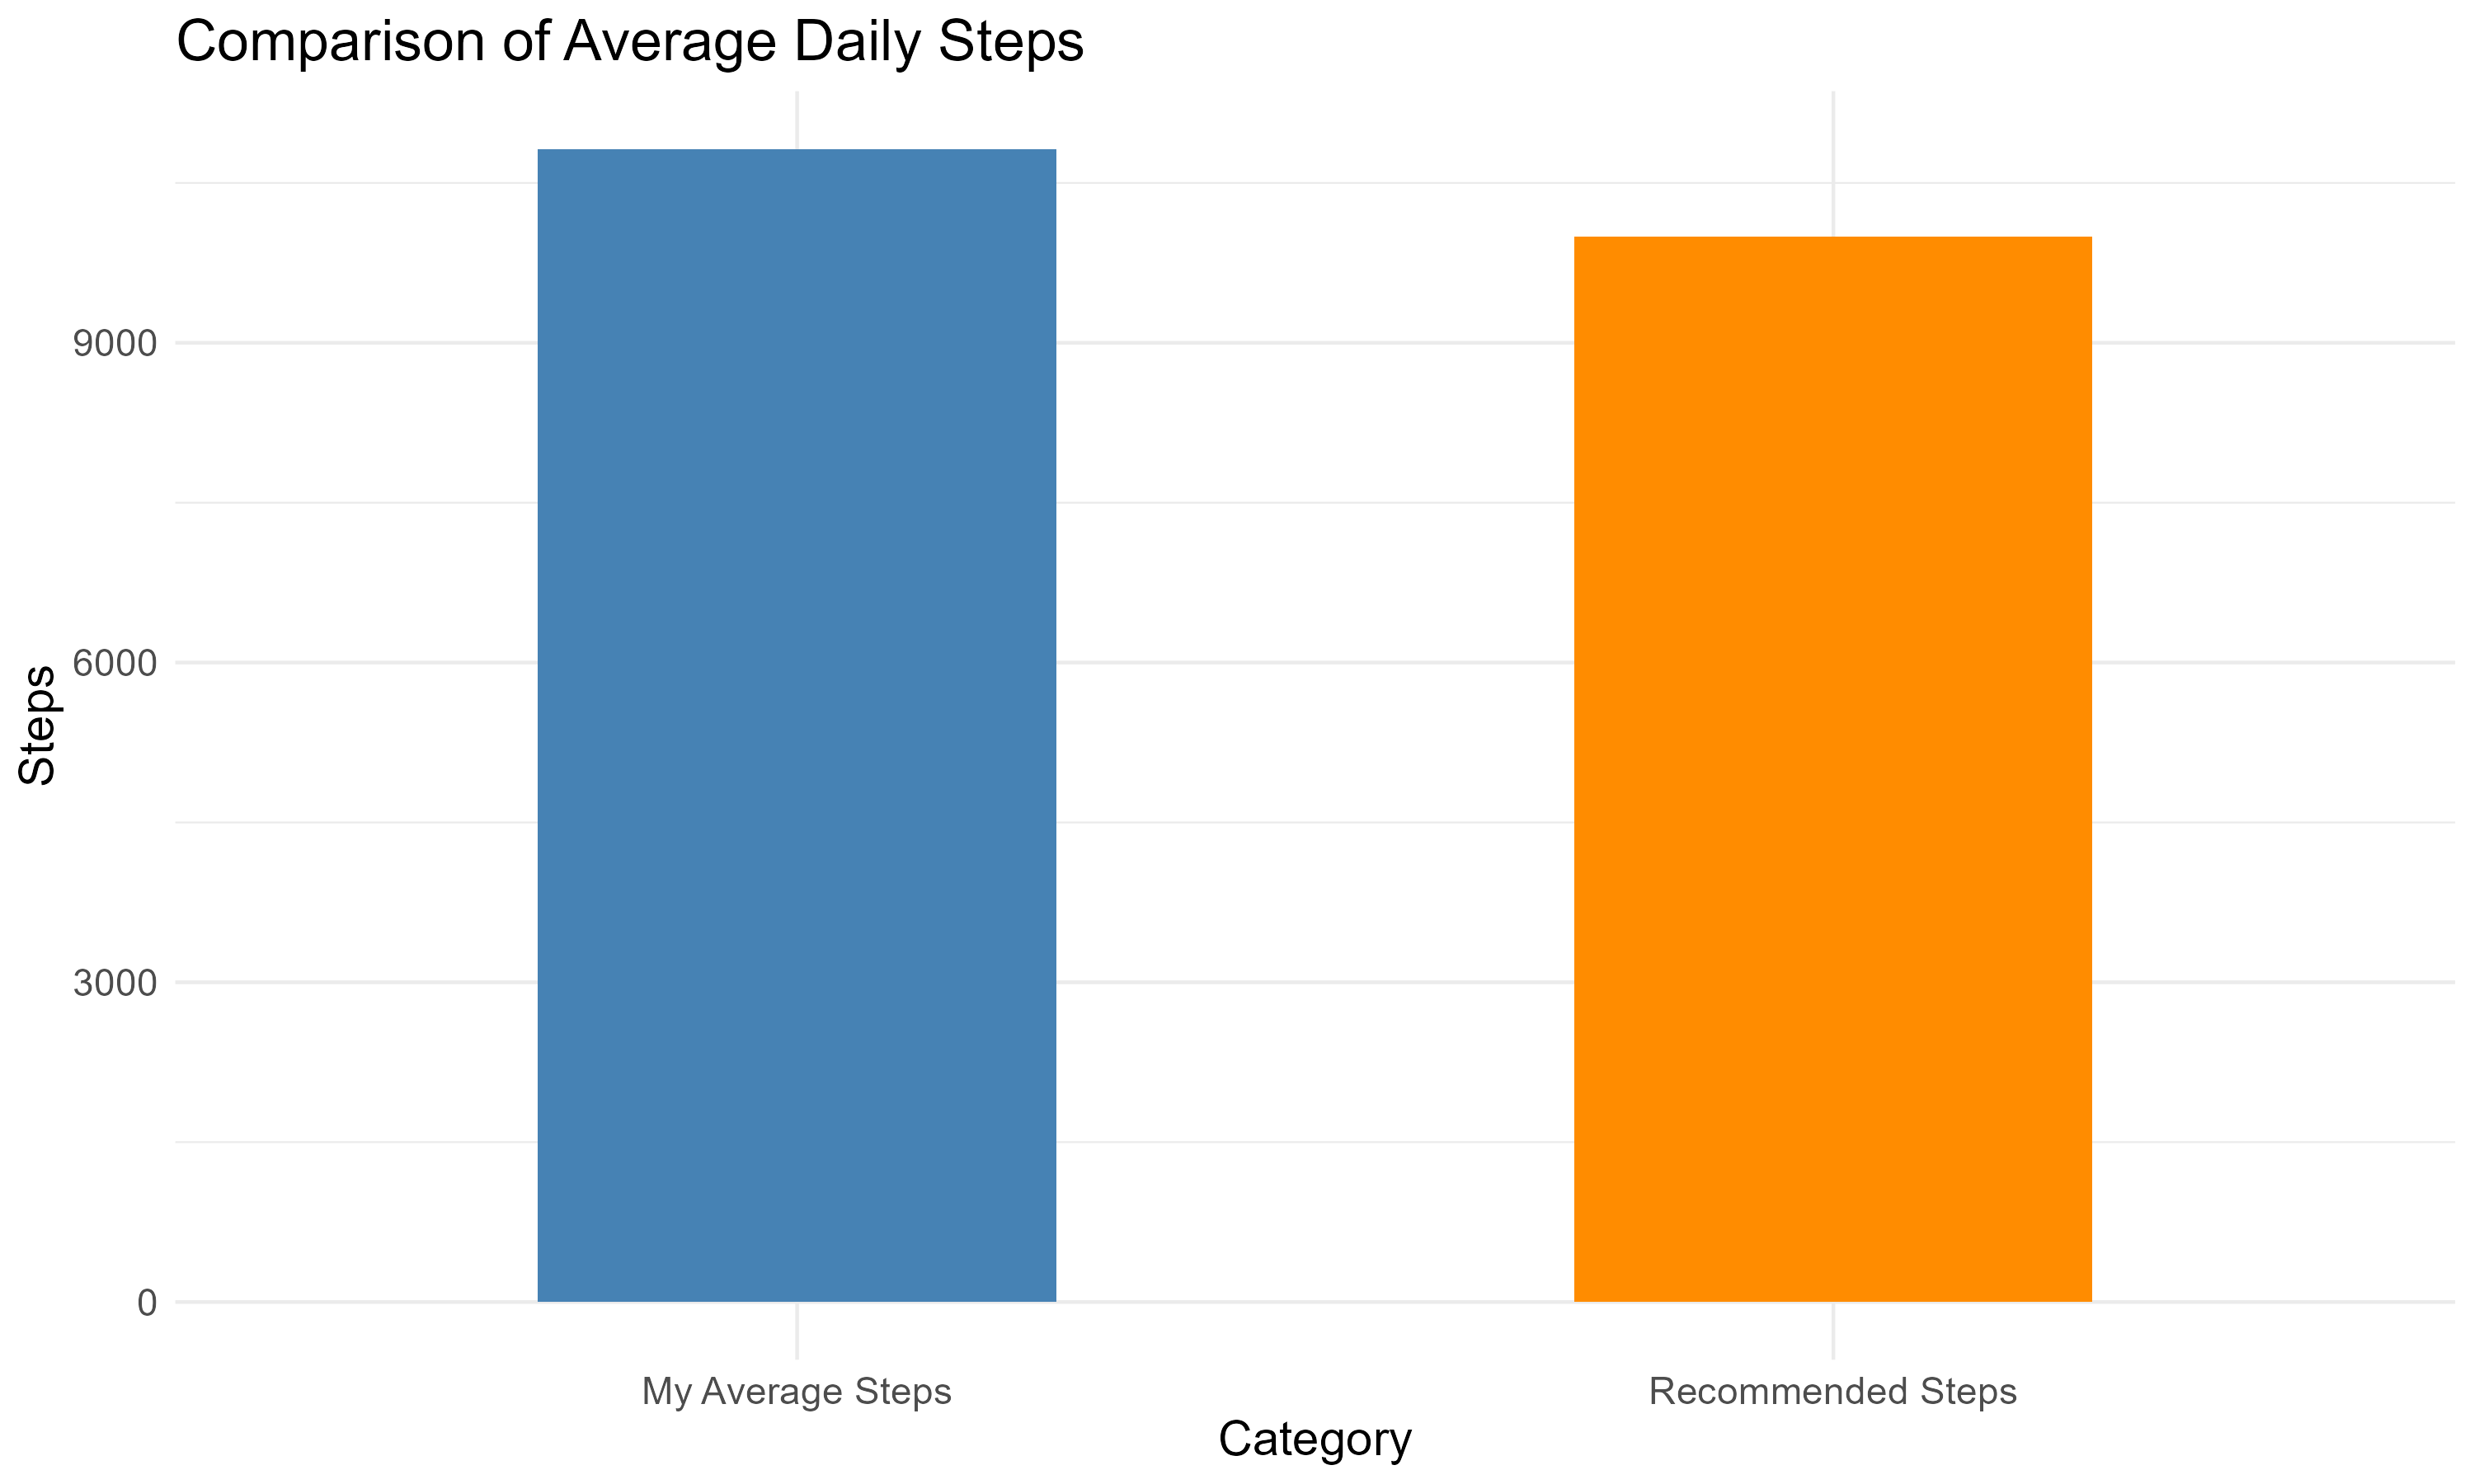 Comparison of Average Daily Steps
Steps
9000
6000
3000
0
My Average Steps
Recommended Steps
Category